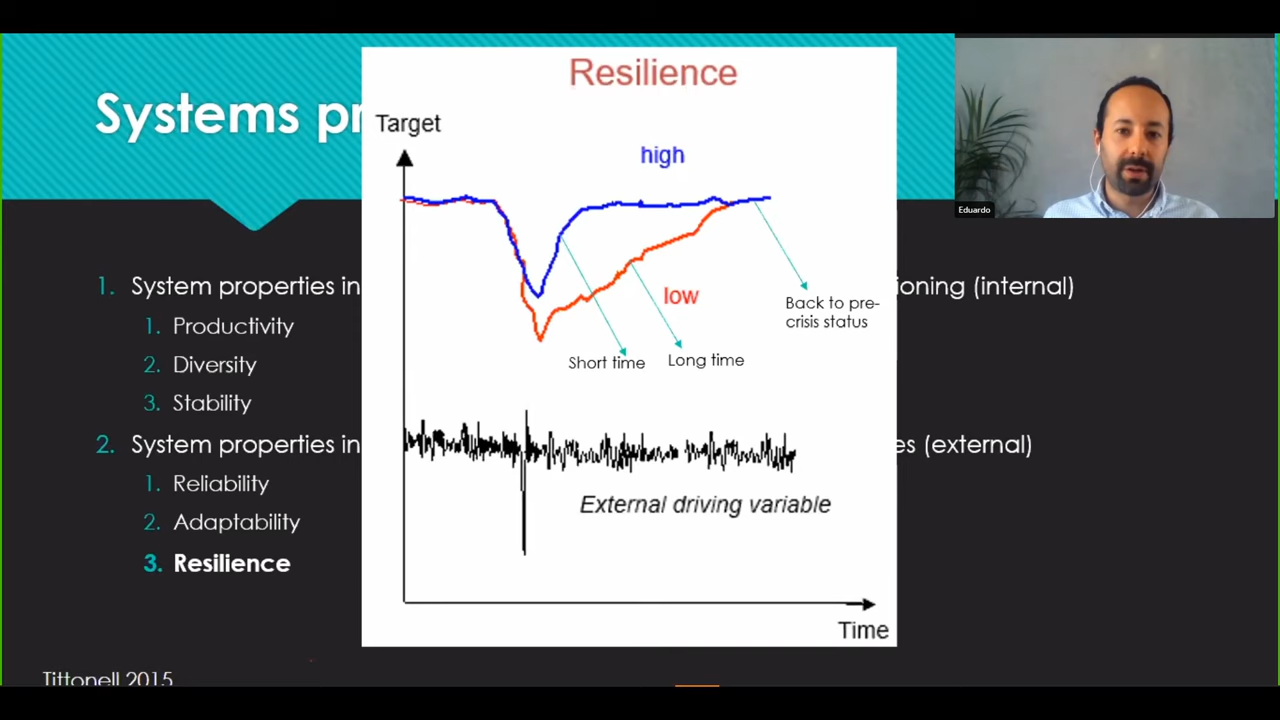 Systems pr
Resilience
Target
high
low
Short time
Long time
Back to pre-
crisis status
External driving variable
Time
1. System properties in
ioning (internal)
1. Productivity
2. Diversity
3. Stability
2. System properties in
es (external)
1. Reliability
2. Adaptability
3. Resilience
Tittonell 2015
Eduardo